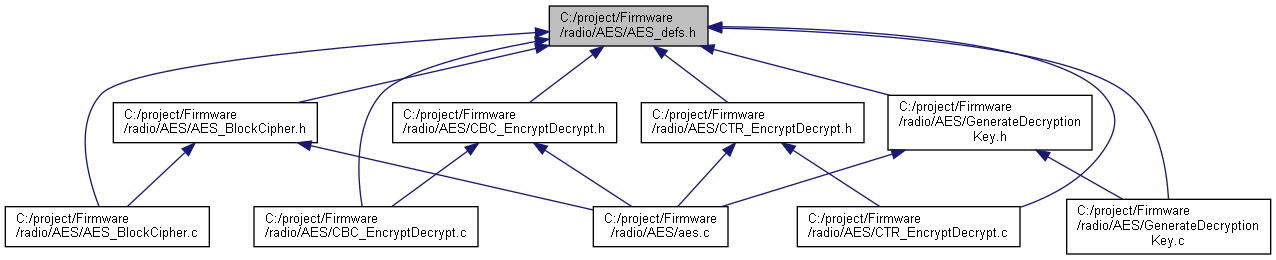 C:/project/Firmware
/radio/AES/AES_defs.h
C:/project/Firmware
/radio/AES/AES_BlockCipher.h
C:/project/Firmware
/radio/AES/CBC_EncryptDecrypt.h
C:/project/Firmware
/radio/AES/CTR_EncryptDecrypt.h
C:/project/Firmware
/radio/AES/GenerateDecryption
Key.h
C:/project/Firmware
/radio/AES/AES_BlockCipher.c
C:/project/Firmware
/radio/AES/CBC_EncryptDecrypt.c
C:/project/Firmware
/radio/AES/aes.c
C:/project/Firmware
/radio/AES/CTR_EncryptDecrypt.c
C:/project/Firmware
/radio/AES/GenerateDecryption
Key.c